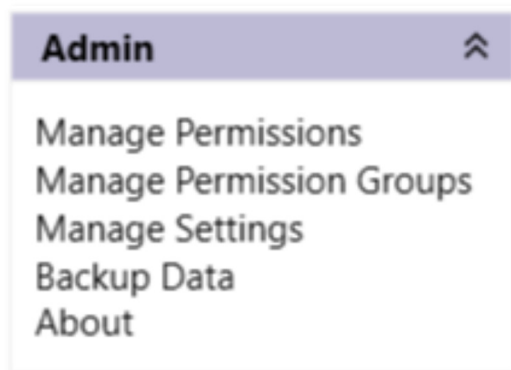 Admin
Manage Permissions
Manage Permission Groups
Manage Settings
Backup Data
About